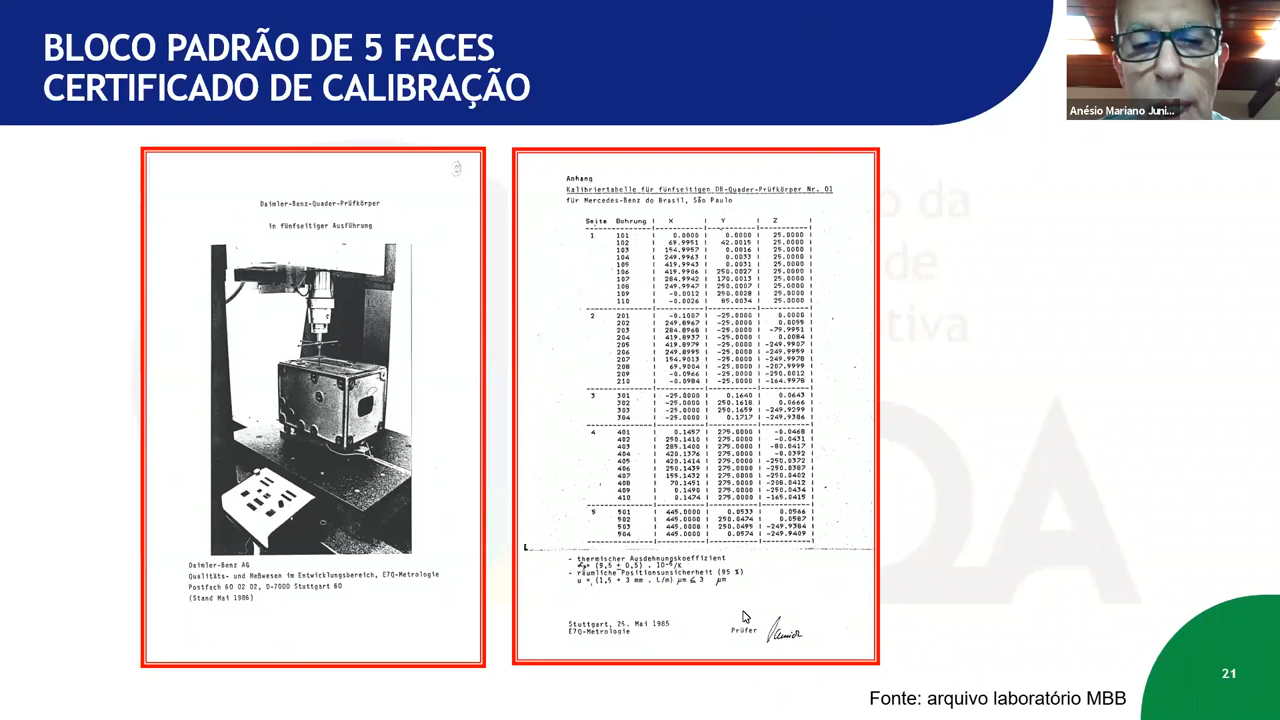 BLOCO PADRÃO DE 5 FACES
CERTIFICADO DE CALIBRAÇÃO
Anésio Mariano Juni...
Daimler-Benz-Quader-Prüfkörper
in fünfseitiger Ausführung
Daimler-Benz AG
Qualitäts- und Meßwesen im Entwicklungsbereich, E7Q-Metrologie
Postfach 60 02 02, D-7000 Stuttgart 60
(Stand Mai 1986)
Anhang
Kalibriertabelle für fünfseitigen DB-Quader-Prüfkörper Nr. 01
für Mercedes-Benz do Brasil, São Paulo
Seite Bohrung | X | Y | Z |
1 101 | 0.0000 | 0.0000 | 25.0000 |
102 | 69.9951 | 42.0015 | 25.0000 |
103 | 154.9957 | 0.0016 | 25.0000 |
104 | 249.9963 | 0.0033 | 25.0000 |
105 | 419.9943 | 0.0031 | 25.0000 |
106 | 419.9906 | 250.0027 | 25.0000 |
107 | 284.9942 | 170.0013 | 25.0000 |
108 | 249.9947 | 250.0007 | 25.0000 |
109 | -0.0012 | 250.0028 | 25.0000 |
110 | -0.0026 | 85.0034 | 25.0000 |
2 201 | -0.1007 | -25.0000 | 0.0000 |
202 | 249.8967 | -25.0000 | 0.0055 |
203 | 284.8968 | -25.0000 | -79.9951 |
204 | 419.8937 | -25.0000 | 0.0084 |
205 | 419.8979 | -25.0000 | -249.9907 |
206 | 249.8995 | -25.0000 | -249.9959 |
207 | 154.9013 | -25.0000 | -249.9978 |
208 | 69.9004 | -25.0000 | -207.9999 |
209 | -0.0966 | -25.0000 | -250.0012 |
210 | -0.0984 | -25.0000 | -164.9978 |
3 301 | -25.0000 | 0.1640 | 0.0643 |
302 | -25.0000 | 250.1618 | 0.0666 |
303 | -25.0000 | 250.1659 | -249.9299 |
304 | -25.0000 | 0.1717 | -249.9386 |
4 401 | 0.1457 | 275.0000 | -0.0468 |
402 | 250.1410 | 275.0000 | -0.0431 |
403 | 285.1400 | 275.0000 | -80.0417 |
404 | 420.1376 | 275.0000 | -0.0392 |
405 | 420.1414 | 275.0000 | -250.0372 |
406 | 250.1439 | 275.0000 | -250.0387 |
407 | 155.1432 | 275.0000 | -250.0402 |
408 | 70.1451 | 275.0000 | -208.0412 |
409 | 0.1490 | 275.0000 | -250.0434 |
410 | 0.1474 | 275.0000 | -165.0415 |
5 501 | 445.0000 | 0.0533 | 0.0566 |
502 | 445.0000 | 250.0474 | 0.0587 |
503 | 445.0000 | 250.0495 | -249.9384 |
504 | 445.0000 | 0.0574 | -249.9409 |
- thermischer Ausdehnungskoeffizient
= (9,5 ± 0,5) . 10⁻⁶/K
- räumliche Positionsunsicherheit (95 %)
u = (1,5 + 3 mm . l/m) µm ≤ 3 µm
Stuttgart, 25. Mai 1985
E7Q-Metrologie
Prüfer
o da
de
tiva
21
Fonte: arquivo laboratório MBB